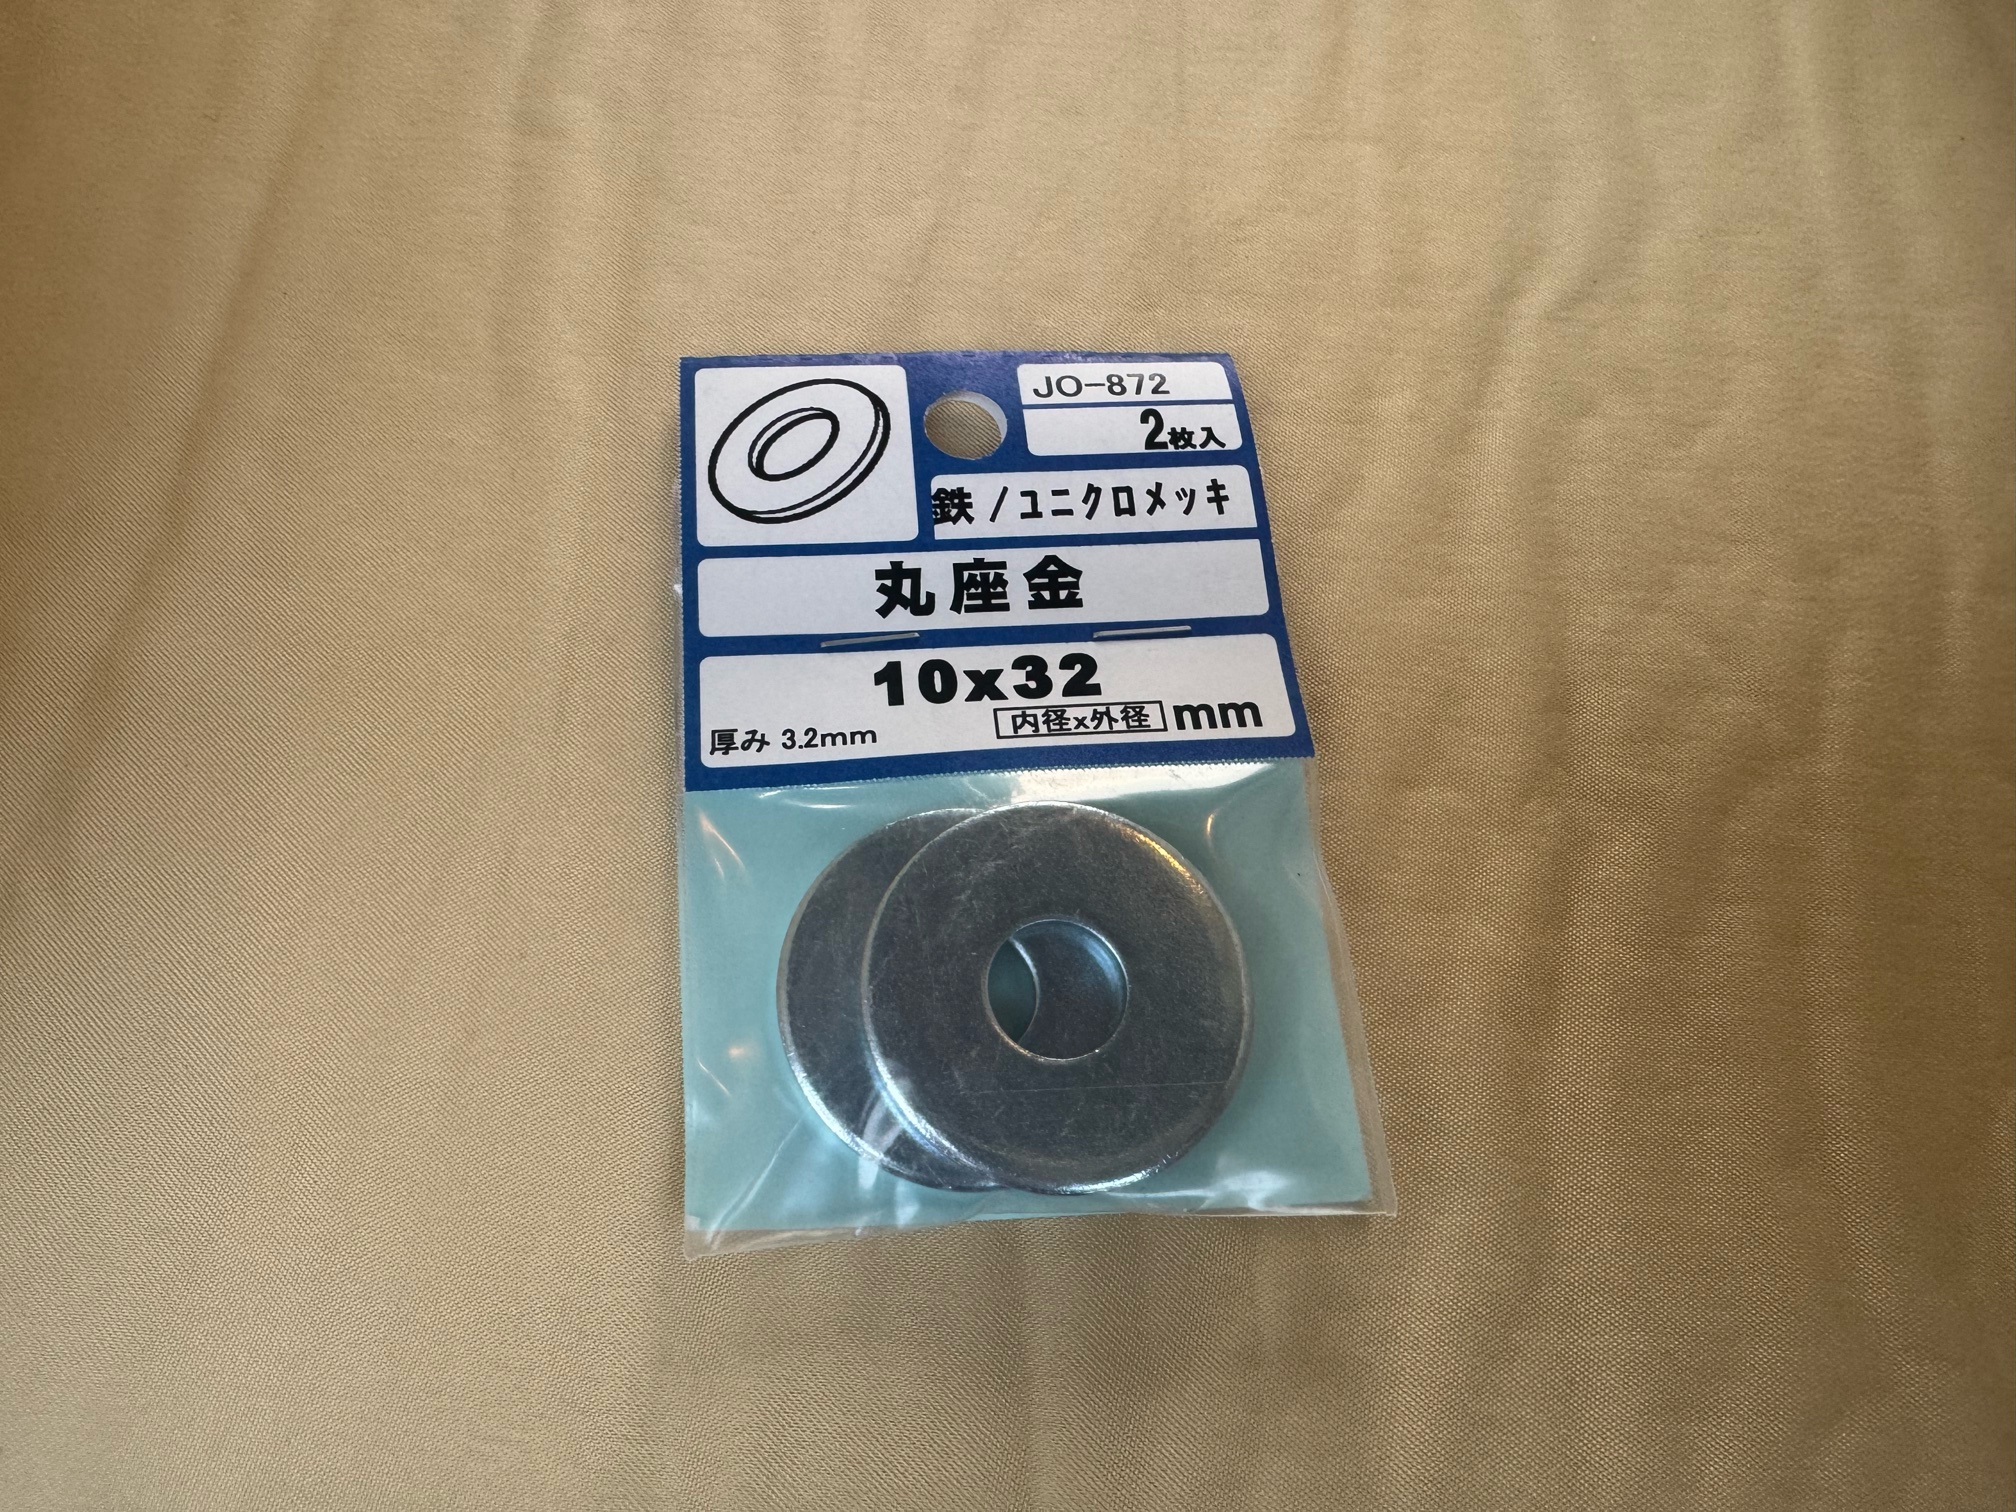 JO-872
2枚入
鉄/ユニクロメッキ
丸座金
10x32
内径x外径 mm
厚み 3.2mm